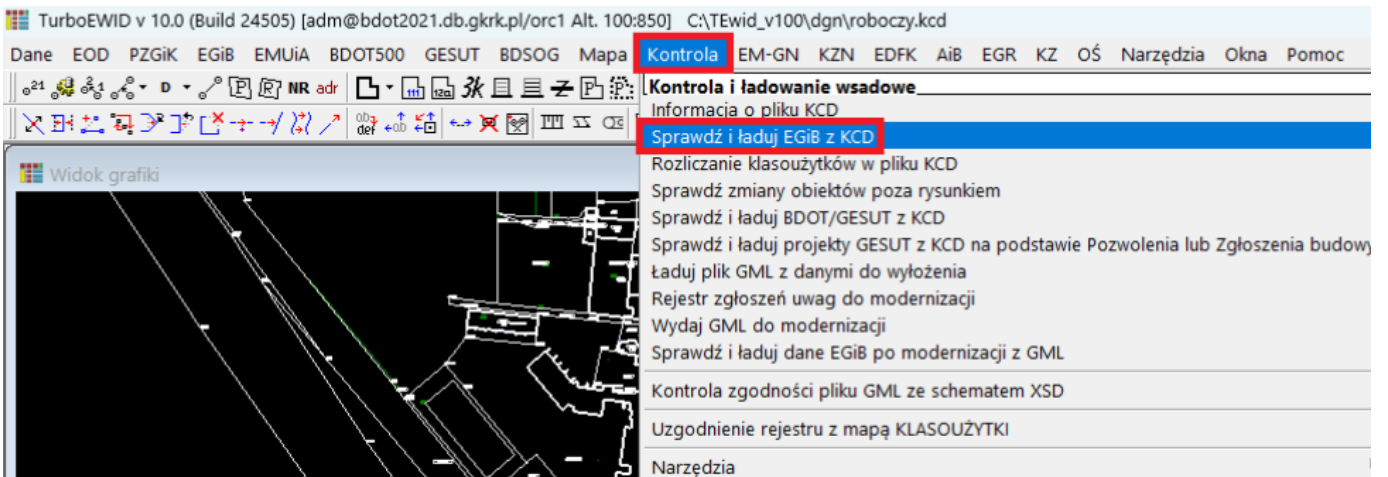 TurboEWID v 10.0 (Build 24505) [adm@bdot2021.db.gkrk.pl/orc1 Alt. 100:850] C:\TEwid_v100\dgn\roboczy.kcd
Dane EOD PZGiK EGiB EMUiA BDOT500 GESUT BDSOG Mapa Kontrola EM-GN KZN EDFK AiB EGR KZ OŚ Narzędzia Okna Pomoc
NR adr
Kontrola i ładowanie wsadowe
Informacja o pliku KCD
Sprawdź i ładuj EGiB z KCD
Rozliczanie klasoużytków w pliku KCD
Widok grafiki
Sprawdź zmiany obiektów poza rysunkiem
Sprawdź i ładuj BDOT/GESUT z KCD
Sprawdź i ładuj projekty GESUT z KCD na podstawie Pozwolenia lub Zgłoszenia budowy
Ładuj plik GML z danymi do wyłożenia
Rejestr zgłoszeń uwag do modernizacji
Wydaj GML do modernizacji
Sprawdź i ładuj dane EGiB po modernizacji z GML
Kontrola zgodności pliku GML ze schematem XSD
Uzgodnienie rejestru z mapą KLASOUŻYTKI
Narzędzia